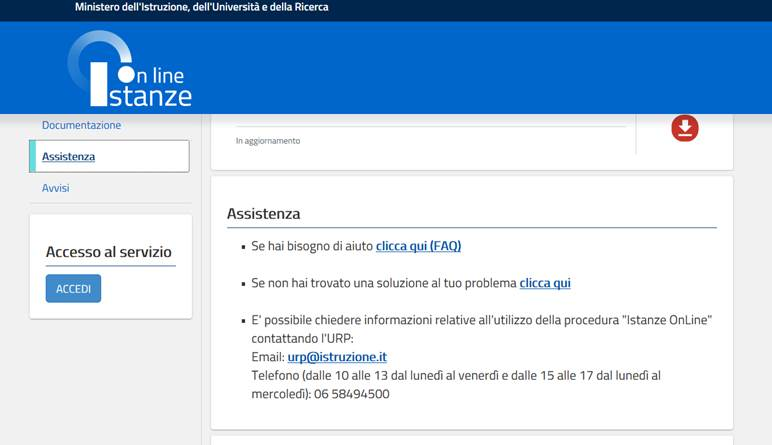 Ministero dell'Istruzione, dell'Università e della Ricerca
On line
Istanze
Documentazione
Assistenza
Avvisi
Accesso al servizio
ACCEDI
In aggiornamento
Assistenza
▪ Se hai bisogno di aiuto clicca qui (FAQ)
▪ Se non hai trovato una soluzione al tuo problema clicca qui
▪ E' possibile chiedere informazioni relative all'utilizzo della procedura "Istanze OnLine"
contattando l'URP:
Email: urp@istruzione.it
Telefono (dalle 10 alle 13 dal lunedì al venerdì e dalle 15 alle 17 dal lunedì al
mercoledì): 06 58494500